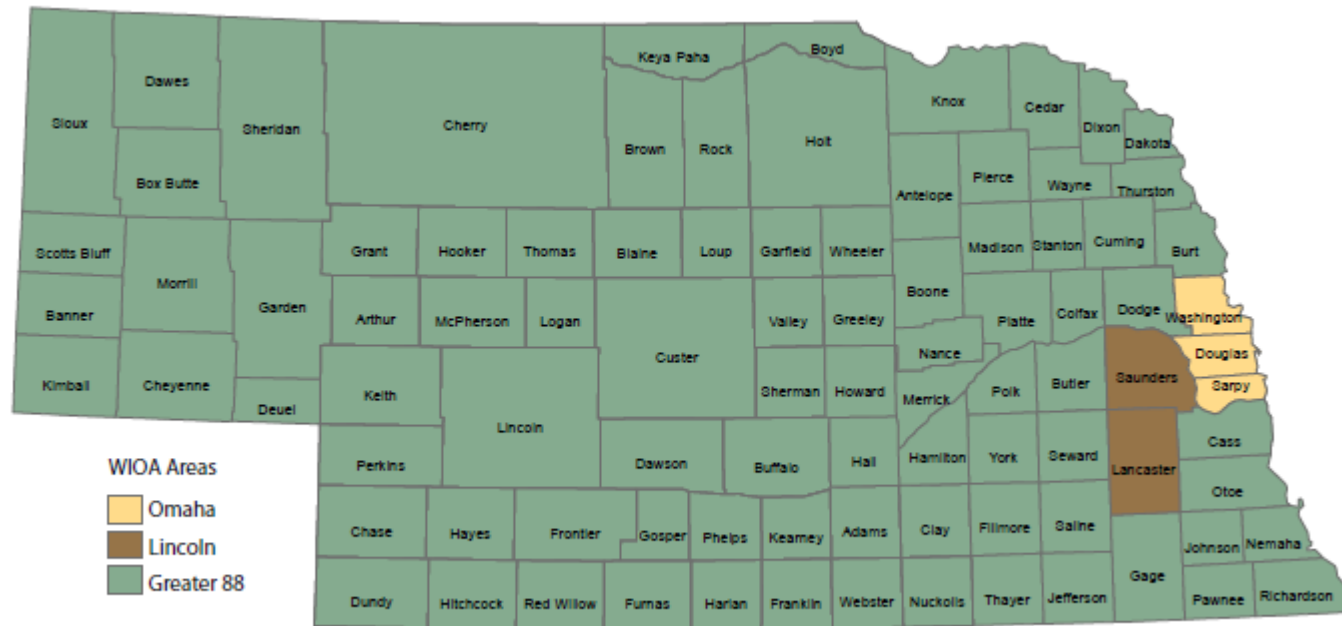 Boyd
Keya Paha
Knox
Cedar
Dawes
Sioux
Sheridan
Cherry
Brown
Rock
Holt
Dixon
Dakota
Box Butte
Antelope
Pierce
Wayne
Thurston
Scotts Bluff
Grant
Hooker
Thomas
Blaine
Loup
Garfield
Wheeler
Madison
Stanton
Cuming
Burt
Morrill
Garden
Boone
Banner
Arthur
McPherson
Logan
Custer
Valley
Greeley
Platte
Colfax
Dodge
Washington
Nance
Douglas
Kimball
Cheyenne
Keith
Sherman
Howard
Merrick
Polk
Butler
Saunders
Sarpy
Deuel
Lincoln
Cass
Perkins
Dawson
Buffalo
Hall
Hamilton
York
Seward
Lancaster
Otoe
WIOA Areas
Omaha
Lincoln
Greater 88
Chase
Hayes
Frontier
Gosper
Phelps
Kearney
Adams
Clay
Fillmore
Saline
Johnson
Nemaha
Gage
Dundy
Hitchcock
Red Willow
Furnas
Harlan
Franklin
Webster
Nuckolls
Thayer
Jefferson
Pawnee
Richardson